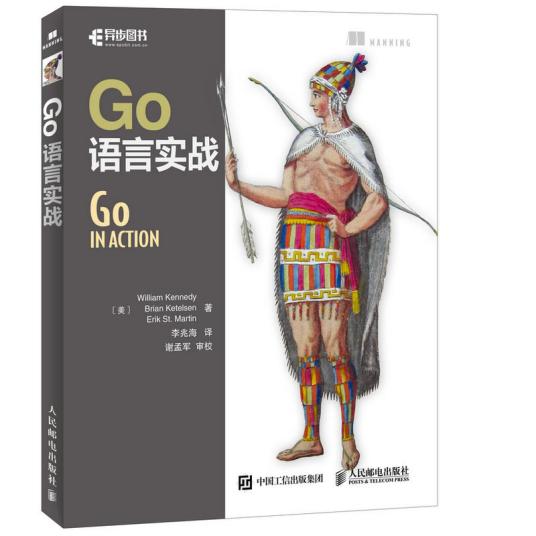 MANNING
Go 语言实战
人民邮电出版社
异步图书
www.epubit.com.cn
MANNING
Go
语言实战
Go
IN ACTION
William Kennedy
［美］ Brian Ketelsen 著
Erik St. Martin
李兆海 译
谢孟军 审校
中国工信出版集团
人民邮电出版社
POSTS & TELECOM PRESS